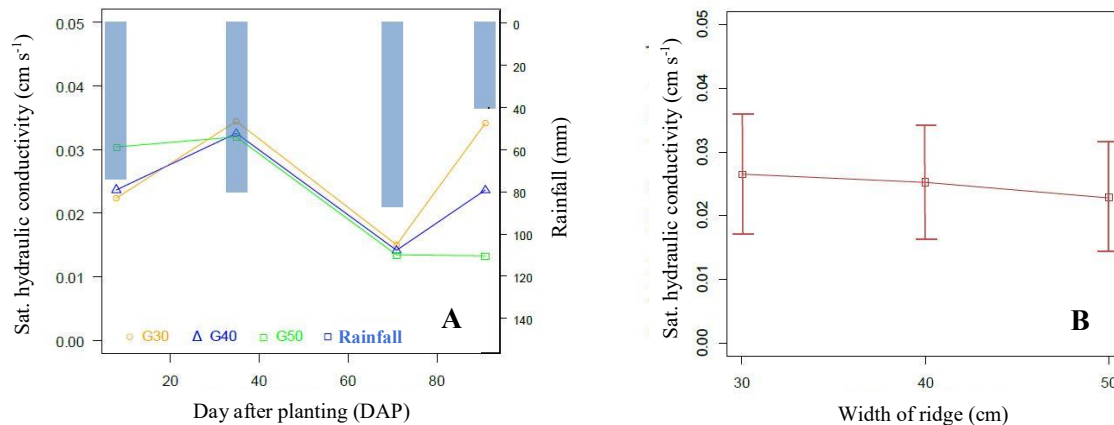 Sat. hydraulic conductivity (cm s⁻¹)
0.05
0.04
0.03
0.02
0.01
0.00
0
20
40
60
80
100
120
140
Rainfall (mm)
G30
G40
G50
Rainfall
A
20
40
60
80
Day after planting (DAP)
Sat. hydraulic conductivity (cm s⁻¹)
0.05
0.04
0.03
0.02
0.01
0.00
B
30
40
50
Width of ridge (cm)